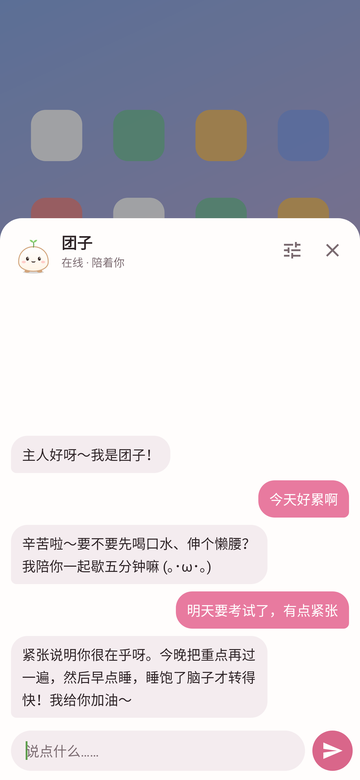 团子
在线 · 陪着你
主人好呀～我是团子！
今天好累啊
辛苦啦～要不要先喝口水、伸个懒腰？
我陪你一起歇五分钟嘛 (｡･ω･｡)
明天要考试了，有点紧张
紧张说明你很在乎呀。今晚把重点再过
一遍，然后早点睡，睡饱了脑子才转得
快！我给你加油～
说点什么……